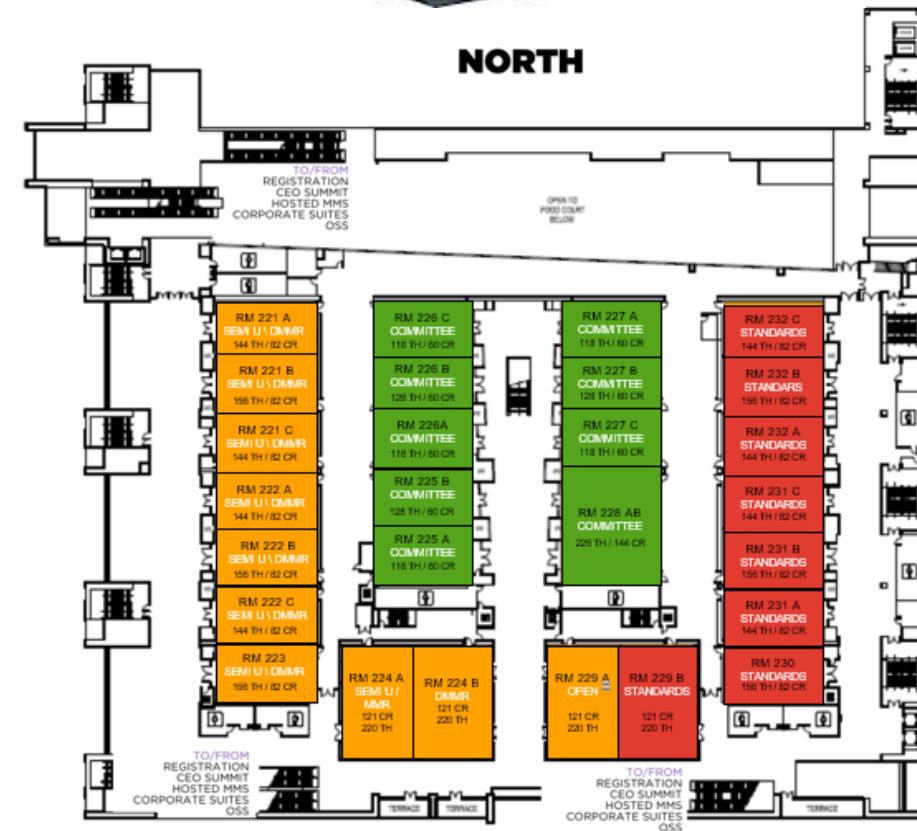 NORTH
TO/FROM
REGISTRATION
CEO SUMMIT
HOSTED MMS
CORPORATE SUITES
OSS
OPEN TO
FOOD COURT
BELOW
RM 221 A
SEMI U \ DMMR
144 TH / 82 CR
RM 221 B
SEMI U \ DMMR
156 TH / 82 CR
RM 221 C
SEMI U \ DMMR
144 TH / 82 CR
RM 222 A
SEMI U \ DMMR
144 TH / 82 CR
RM 222 B
SEMI U \ DMMR
156 TH / 82 CR
RM 222 C
SEMI U \ DMMR
144 TH / 82 CR
RM 223
SEMI U \ DMMR
156 TH / 82 CR
RM 226 C
COMMITTEE
118 TH / 60 CR
RM 226 B
COMMITTEE
128 TH / 60 CR
RM 226A
COMMITTEE
118 TH / 60 CR
RM 225 B
COMMITTEE
128 TH / 60 CR
RM 225 A
COMMITTEE
118 TH / 60 CR
RM 227 A
COMMITTEE
118 TH / 60 CR
RM 227 B
COMMITTEE
128 TH / 60 CR
RM 227 C
COMMITTEE
118 TH / 60 CR
RM 228 AB
COMMITTEE
225 TH / 144 CR
RM 232 C
STANDARDS
144 TH / 82 CR
RM 232 B
STANDARS
156 TH / 82 CR
RM 232 A
STANDARDS
144 TH / 82 CR
RM 231 C
STANDARDS
144 TH / 82 CR
RM 231 B
STANDARDS
156 TH / 82 CR
RM 231 A
STANDARDS
144 TH / 82 CR
RM 230
STANDARDS
156 TH / 82 CR
RM 224 A
SEMI U /
MMR
121 CR
220 TH
RM 224 B
DMMR
121 CR
220 TH
RM 229 A
OPEN
121 CR
220 TH
RM 229 B
STANDARDS
121 CR
220 TH
TO/FROM
REGISTRATION
CEO SUMMIT
HOSTED MMS
CORPORATE SUITES
OSS
TERRACE
TERRACE
TO/FROM
REGISTRATION
CEO SUMMIT
HOSTED MMS
CORPORATE SUITES
OSS
TERRACE